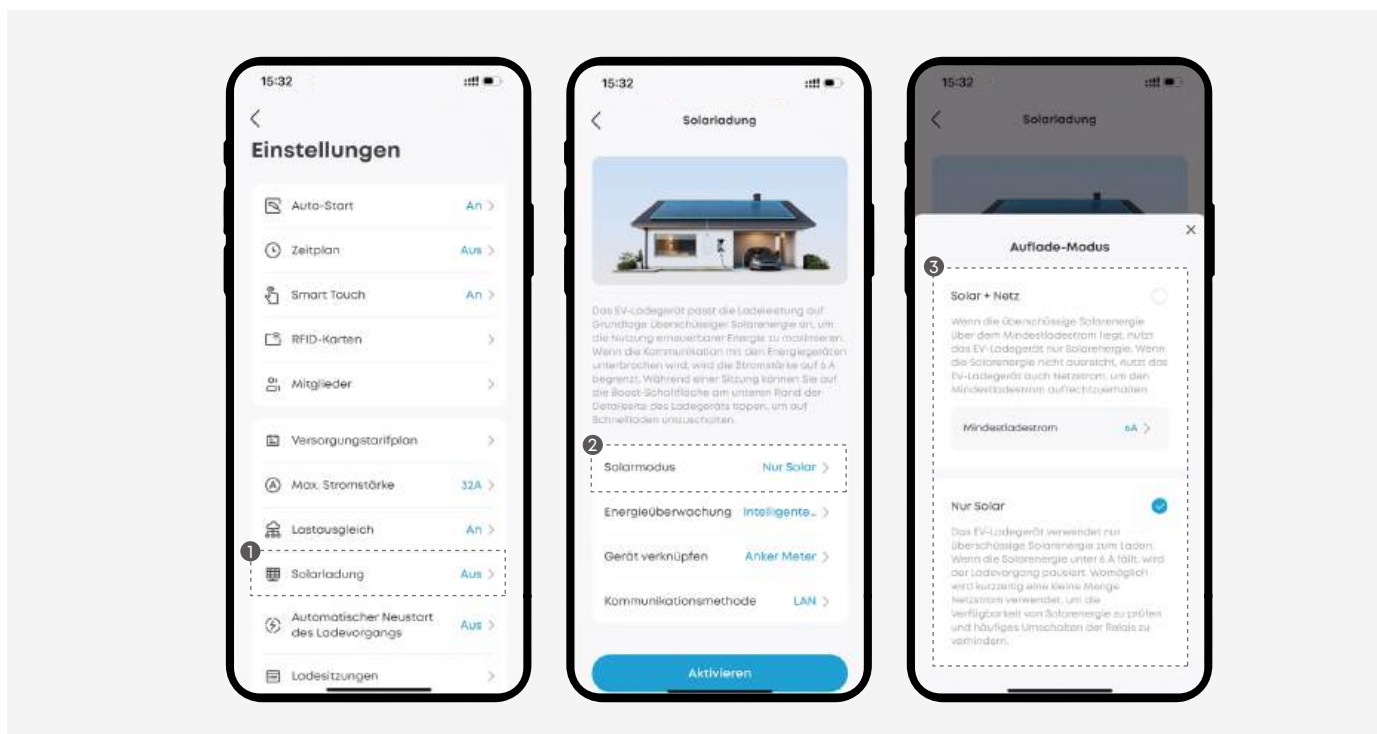 15:32
Einstellungen
Auto-Start An
Zeitplan Aus
Smart Touch An
RFID-Karten
Mitglieder
Versorgungstarifplan
Max. Stromstärke 32A
Lastausgleich An
1
Solarladung Aus
Automatischer Neustart
des Ladevorgangs Aus
Ladesitzungen
15:32
Solarladung
Das EV-Ladegerät passt die Ladeleistung auf
Grundlage überschüssiger Solarenergie an, um
die Nutzung erneuerbarer Energie zu maximieren.
Wenn die Kommunikation mit den Energiegeräten
unterbrochen wird, wird die Stromstärke auf 6 A
begrenzt. Während einer Sitzung können Sie auf
die Boost-Schaltfläche am unteren Rand der
Detailseite des Ladegeräts tippen, um auf
Schnellladen umzuschalten.
2
Solarmodus Nur Solar
Energieüberwachung Intelligente...
Gerät verknüpfen Anker Meter
Kommunikationsmethode LAN
Aktivieren
15:32
Solarladung
Auflade-Modus
3
Solar + Netz
Wenn die überschüssige Solarenergie
über dem Mindestladestrom liegt, nutzt
das EV-Ladegerät nur Solarenergie. Wenn
die Solarenergie nicht ausreicht, nutzt das
EV-Ladegerät auch Netzstrom, um den
Mindestladestrom aufrechtzuerhalten.
Mindestladestrom 6A
Nur Solar
Das EV-Ladegerät verwendet nur
überschüssige Solarenergie zum Laden.
Wenn die Solarenergie unter 6 A fällt, wird
der Ladevorgang pausiert. Womöglich
wird kurzzeitig eine kleine Menge
Netzstrom verwendet, um die
Verfügbarkeit von Solarenergie zu prüfen
und häufiges Umschalten der Relais zu
verhindern.